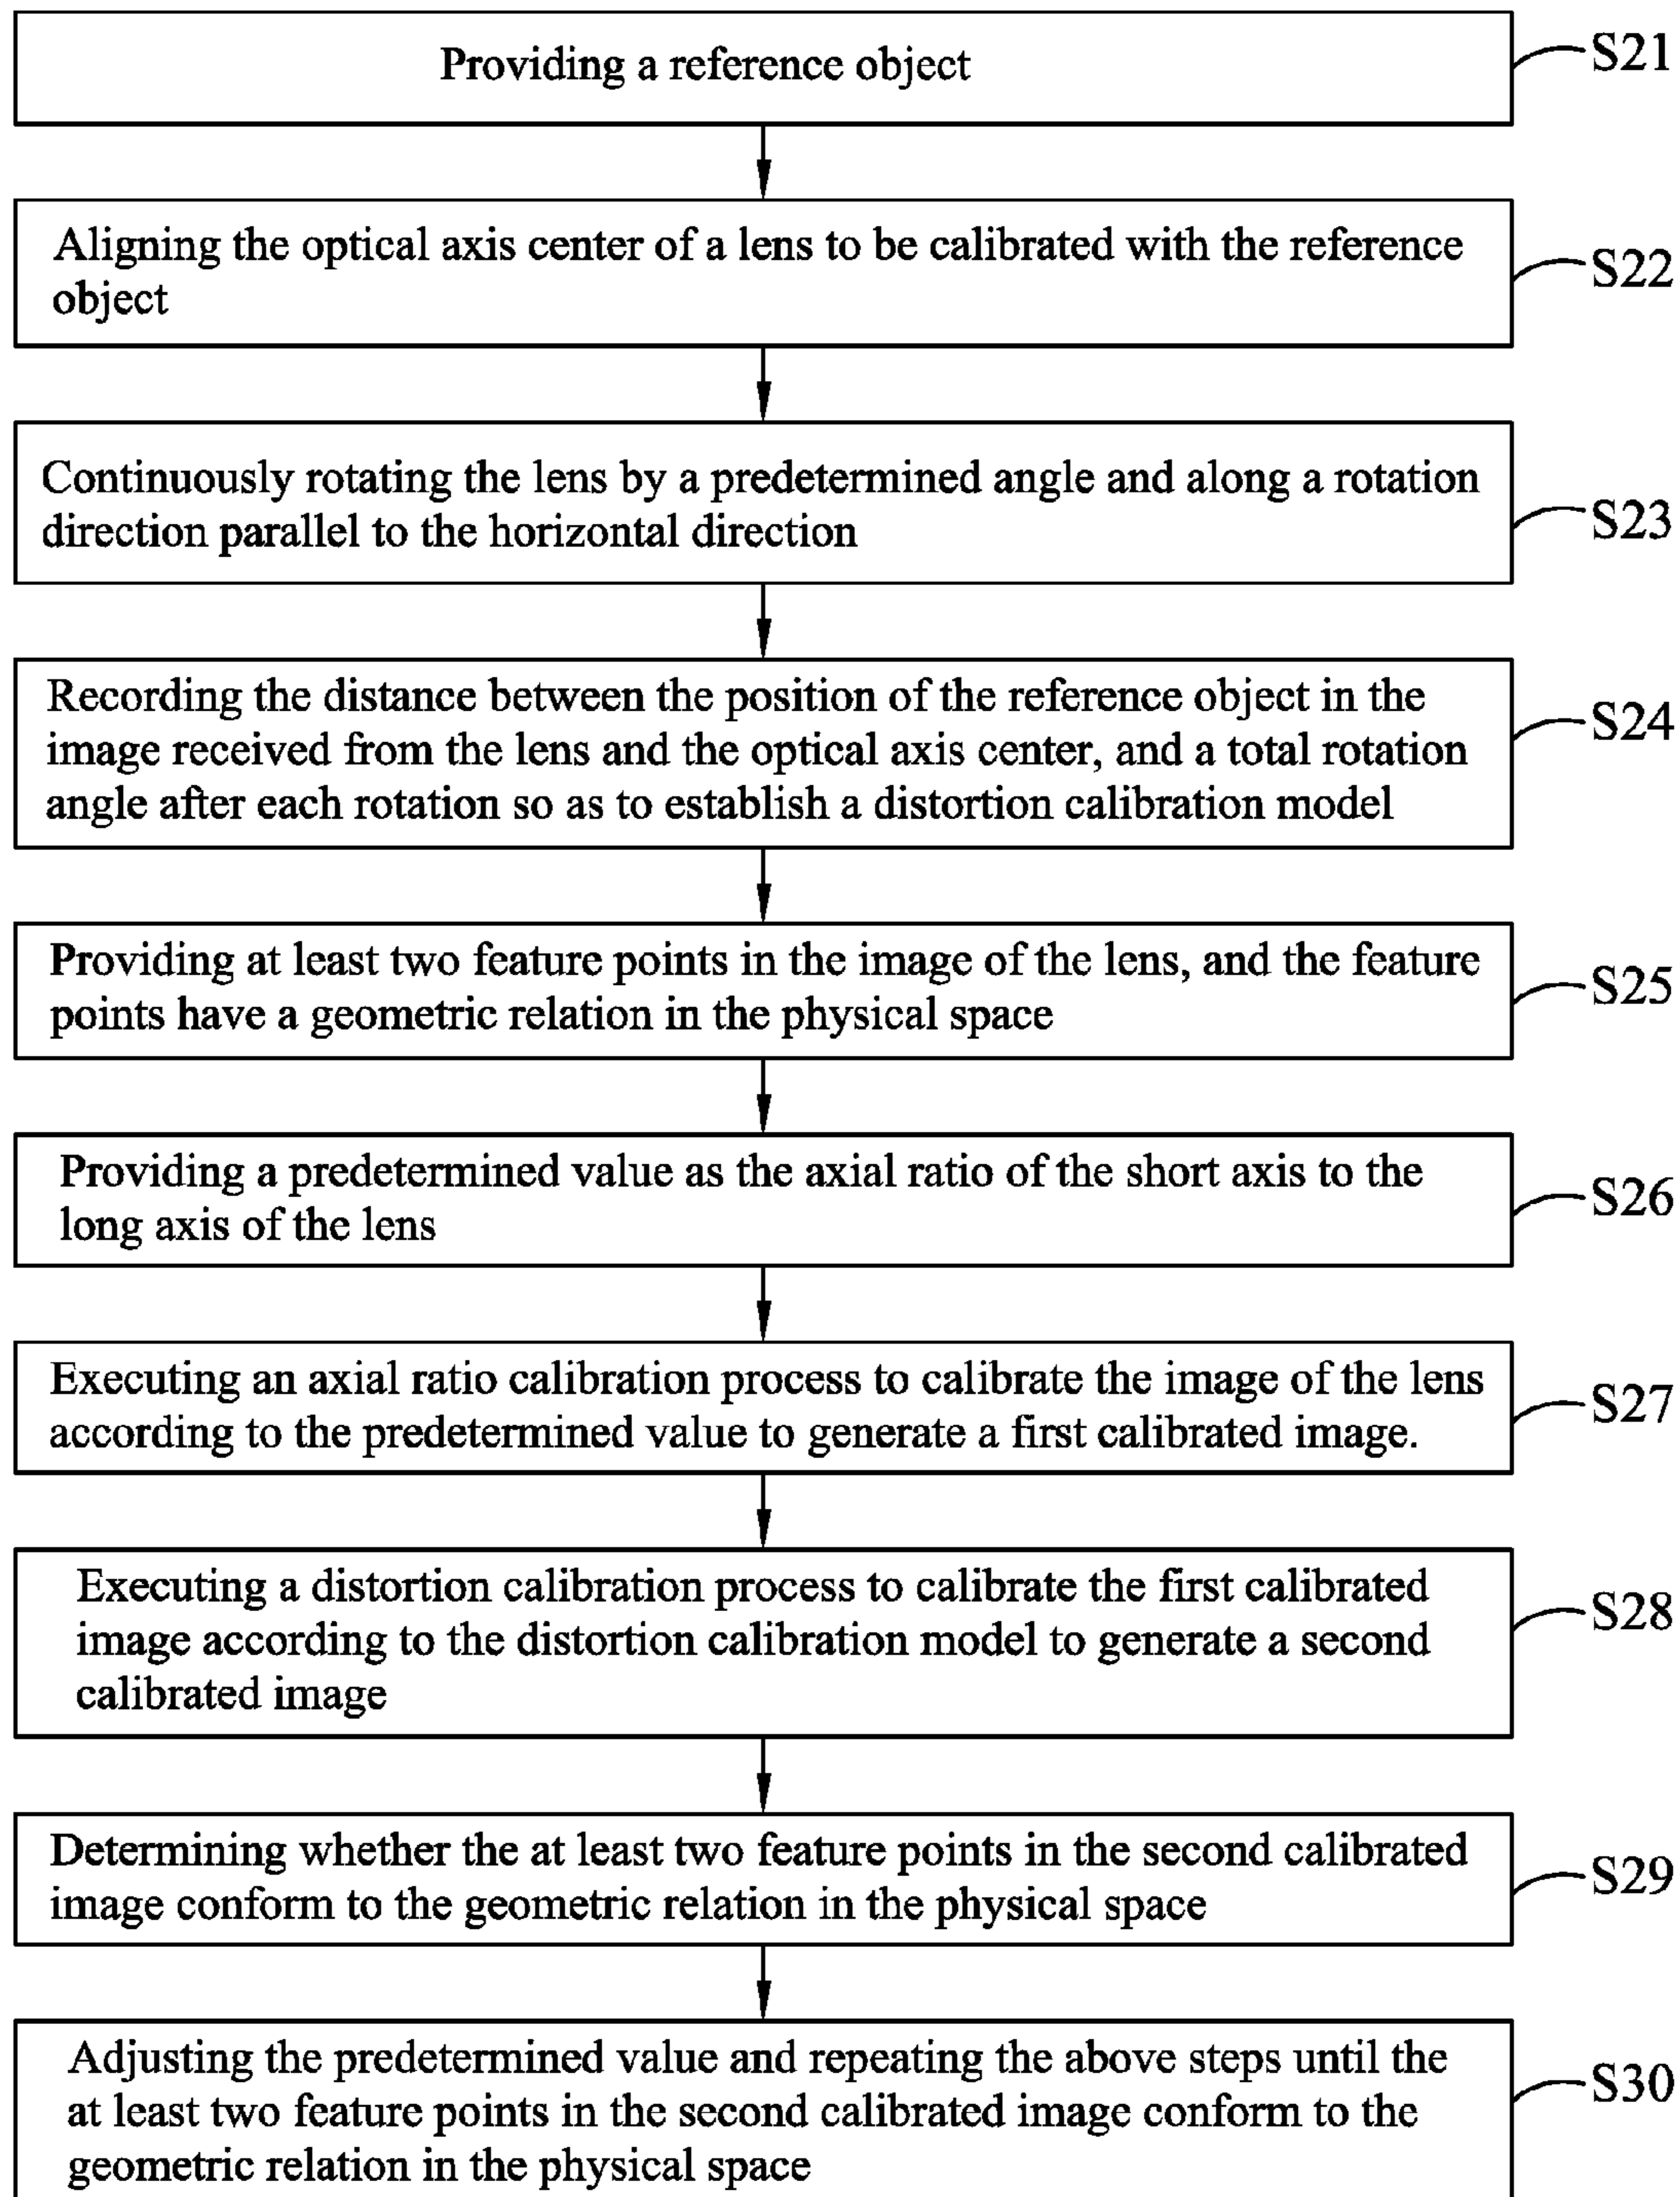 Providing a reference object
S21
Aligning the optical axis center of a lens to be calibrated with the reference
object
S22
Continuously rotating the lens by a predetermined angle and along a rotation
direction parallel to the horizontal direction
S23
Recording the distance between the position of the reference object in the
image received from the lens and the optical axis center, and a total rotation
angle after each rotation so as to establish a distortion calibration model
S24
Providing at least two feature points in the image of the lens, and the feature
points have a geometric relation in the physical space
S25
Providing a predetermined value as the axial ratio of the short axis to the
long axis of the lens
S26
Executing an axial ratio calibration process to calibrate the image of the lens
according to the predetermined value to generate a first calibrated image.
S27
Executing a distortion calibration process to calibrate the first calibrated
image according to the distortion calibration model to generate a second
calibrated image
S28
Determining whether the at least two feature points in the second calibrated
image conform to the geometric relation in the physical space
S29
Adjusting the predetermined value and repeating the above steps until the
at least two feature points in the second calibrated image conform to the
geometric relation in the physical space
S30